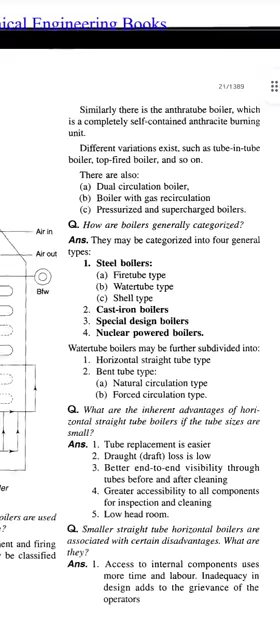 nical Engineering Books
21/1389
Similarly there is the anthratube boiler, which
is a completely self-contained anthracite burning
unit.
Different variations exist, such as tube-in-tube
boiler, top-fired boiler, and so on.
There are also:
(a) Dual circulation boiler,
(b) Boiler with gas recirculation
(c) Pressurized and supercharged boilers.
Q. How are boilers generally categorized?
Ans. They may be categorized into four general
types:
1. Steel boilers:
(a) Firetube type
(b) Watertube type
(c) Shell type
2. Cast-iron boilers
3. Special design boilers
4. Nuclear powered boilers.
Watertube boilers may be further subdivided into:
1. Horizontal straight tube type
2. Bent tube type:
(a) Natural circulation type
(b) Forced circulation type.
Q. What are the inherent advantages of hori-
zontal straight tube boilers if the tube sizes are
small?
Ans. 1. Tube replacement is easier
2. Draught (draft) loss is low
3. Better end-to-end visibility through
tubes before and after cleaning
4. Greater accessibility to all components
for inspection and cleaning
5. Low head room.
Q. Smaller straight tube horizontal boilers are
associated with certain disadvantages. What are
they?
Ans. 1. Access to internal components uses
more time and labour. Inadequacy in
design adds to the grievance of the
operators
Air in
Air out
Bfw
ler
oilers are used
?
ent and firing
be classified